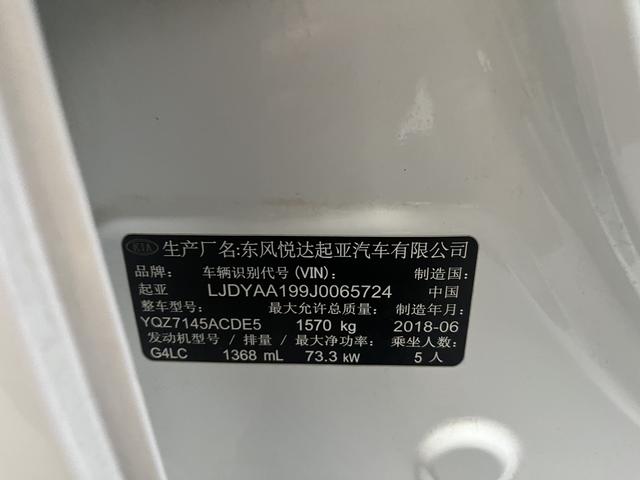 KIA 生产厂名:东风悦达起亚汽车有限公司
品牌: 车辆识别代号(VIN): 制造国:
起亚 LJDYAA199J0065724 中国
整车型号: 最大允许总质量: 制造年月:
YQZ7145ACDE5 1570 kg 2018-06
发动机型号 / 排量 / 最大净功率: 乘坐人数:
G4LC 1368 mL 73.3 kW 5 人